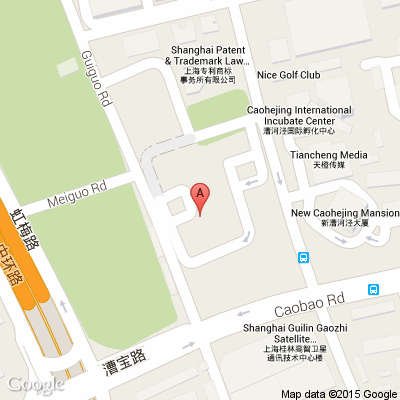 Guiguo Rd
Shanghai Patent
& Trademark Law...
上海专利商标
事务所有限公司
Nice Golf Club
Caohejing International
Incubate Center
漕河泾国际孵化中心
Tiancheng Media
天橙传媒
Meiguo Rd
A
虹梅路
中环路
New Caohejing Mansion
新漕河泾大厦
Caobao Rd
漕宝路
Shanghai Guilin Gaozhi
Satellite...
上海桂林高智卫星
通讯技术中心楼
Google
Map data ©2015 Google